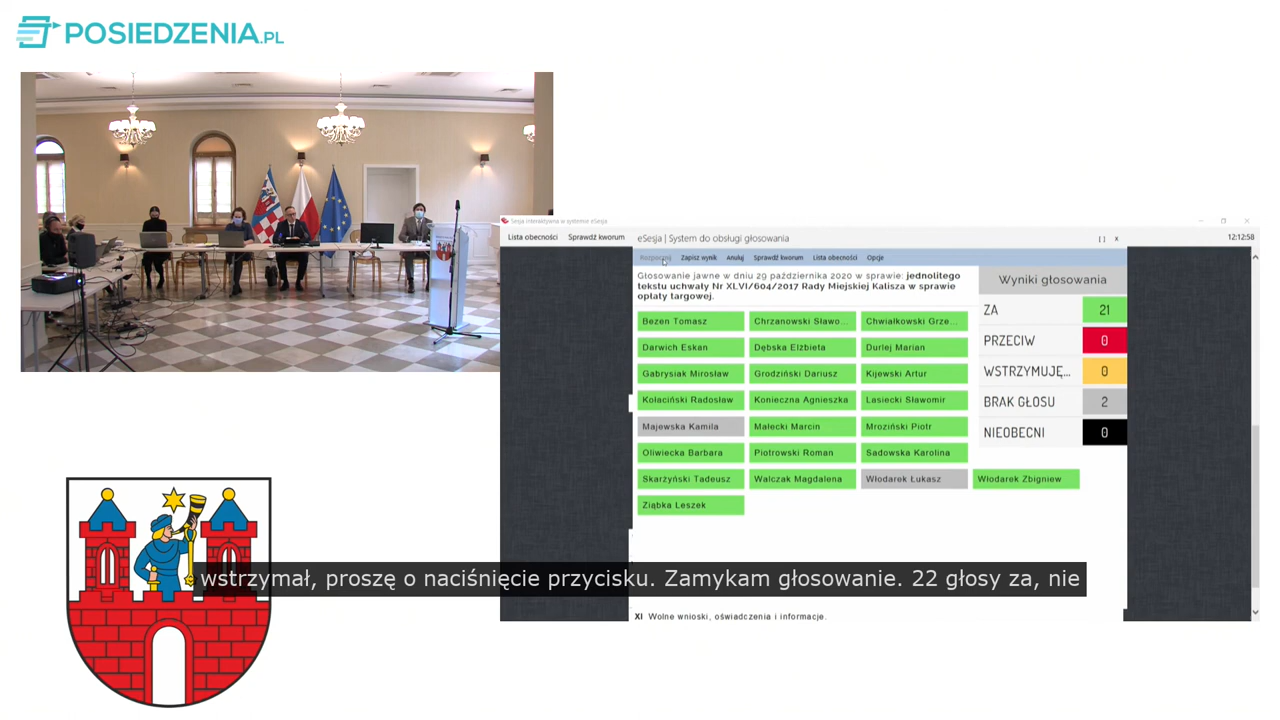 POSIEDZENIA.PL
Sesja interaktywna w systemie eSesja
Lista obecności Sprawdź kworum
eSesja | System do obsługi głosowania
[ ] x
12:12:58
Rozpocznij Zapisz wynik Anuluj Sprawdź kworum Lista obecności Opcje
Głosowanie jawne w dniu 29 października 2020 w sprawie: jednolitego
tekstu uchwały Nr XLVI/604/2017 Rady Miejskiej Kalisza w sprawie
opłaty targowej.
Wyniki głosowania
ZA 21
PRZECIW 0
WSTRZYMUJĘ... 0
BRAK GŁOSU 2
NIEOBECNI 0
Bezen Tomasz Chrzanowski Sławo... Chwiałkowski Grze...
Darwich Eskan Dębska Elżbieta Durlej Marian
Gabrysiak Mirosław Grodziński Dariusz Kijewski Artur
Kołaciński Radosław Konieczna Agnieszka Lasiecki Sławomir
Majewska Kamila Małecki Marcin Mroziński Piotr
Oliwiecka Barbara Piotrowski Roman Sadowska Karolina
Skarżyński Tadeusz Walczak Magdalena Włodarek Łukasz Włodarek Zbigniew
Ziąbka Leszek
wstrzymał, proszę o naciśnięcie przycisku. Zamykam głosowanie. 22 głosy za, nie
XI Wolne wnioski, oświadczenia i informacje.